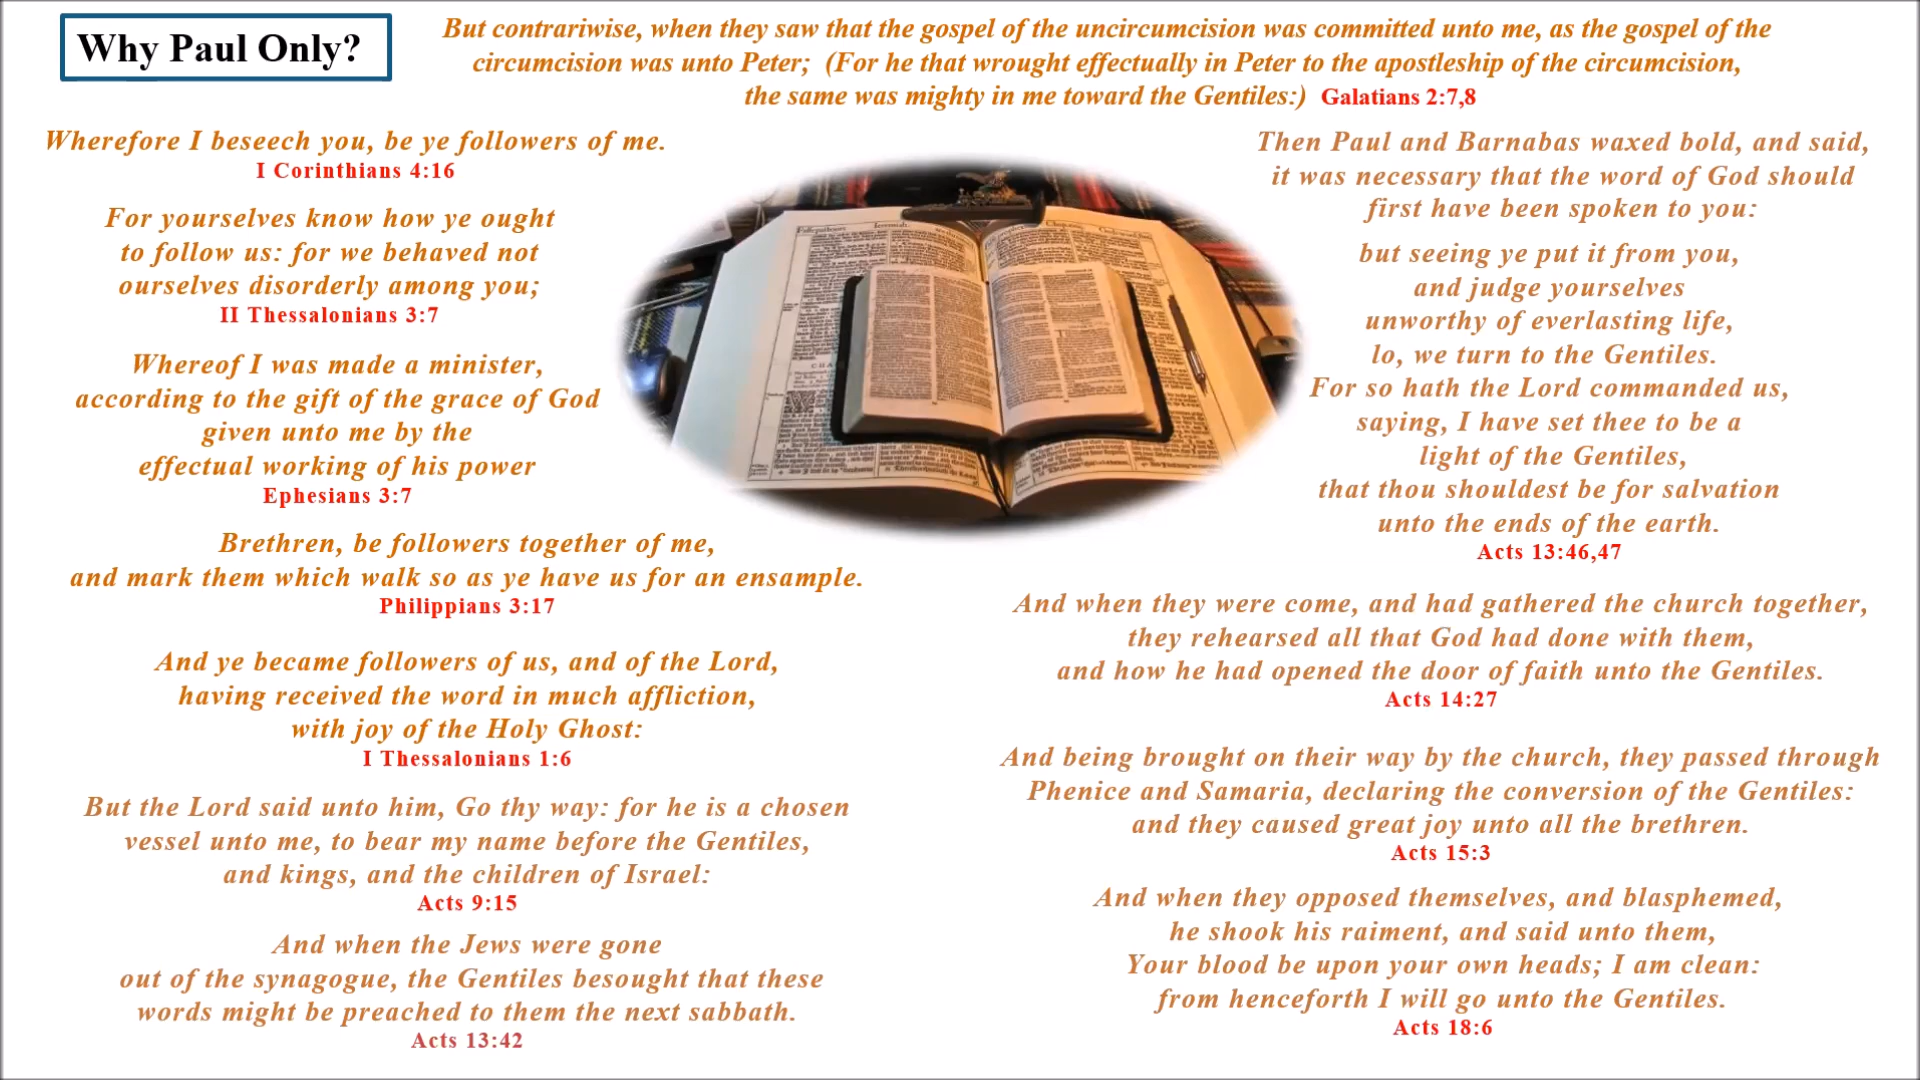 Why Paul Only?
But contrariwise, when they saw that the gospel of the uncircumcision was committed unto me, as the gospel of the
circumcision was unto Peter; (For he that wrought effectually in Peter to the apostleship of the circumcision,
the same was mighty in me toward the Gentiles:) Galatians 2:7,8
Wherefore I beseech you, be ye followers of me.
I Corinthians 4:16
For yourselves know how ye ought
to follow us: for we behaved not
ourselves disorderly among you;
II Thessalonians 3:7
Whereof I was made a minister,
according to the gift of the grace of God
given unto me by the
effectual working of his power
Ephesians 3:7
Brethren, be followers together of me,
and mark them which walk so as ye have us for an ensample.
Philippians 3:17
And ye became followers of us, and of the Lord,
having received the word in much affliction,
with joy of the Holy Ghost:
I Thessalonians 1:6
But the Lord said unto him, Go thy way: for he is a chosen
vessel unto me, to bear my name before the Gentiles,
and kings, and the children of Israel:
Acts 9:15
And when the Jews were gone
out of the synagogue, the Gentiles besought that these
words might be preached to them the next sabbath.
Acts 13:42
Then Paul and Barnabas waxed bold, and said,
it was necessary that the word of God should
first have been spoken to you:
but seeing ye put it from you,
and judge yourselves
unworthy of everlasting life,
lo, we turn to the Gentiles.
For so hath the Lord commanded us,
saying, I have set thee to be a
light of the Gentiles,
that thou shouldest be for salvation
unto the ends of the earth.
Acts 13:46,47
And when they were come, and had gathered the church together,
they rehearsed all that God had done with them,
and how he had opened the door of faith unto the Gentiles.
Acts 14:27
And being brought on their way by the church, they passed through
Phenice and Samaria, declaring the conversion of the Gentiles:
and they caused great joy unto all the brethren.
Acts 15:3
And when they opposed themselves, and blasphemed,
he shook his raiment, and said unto them,
Your blood be upon your own heads; I am clean:
from henceforth I will go unto the Gentiles.
Acts 18:6